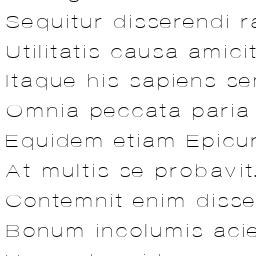 Sequitur disserendi ra
Utilitatis causa amicit
Itaque his sapiens sem
Omnia peccata paria
Equidem etiam Epicur
At multis se probavit.
Contemnit enim disse
Bonum incolumis acie